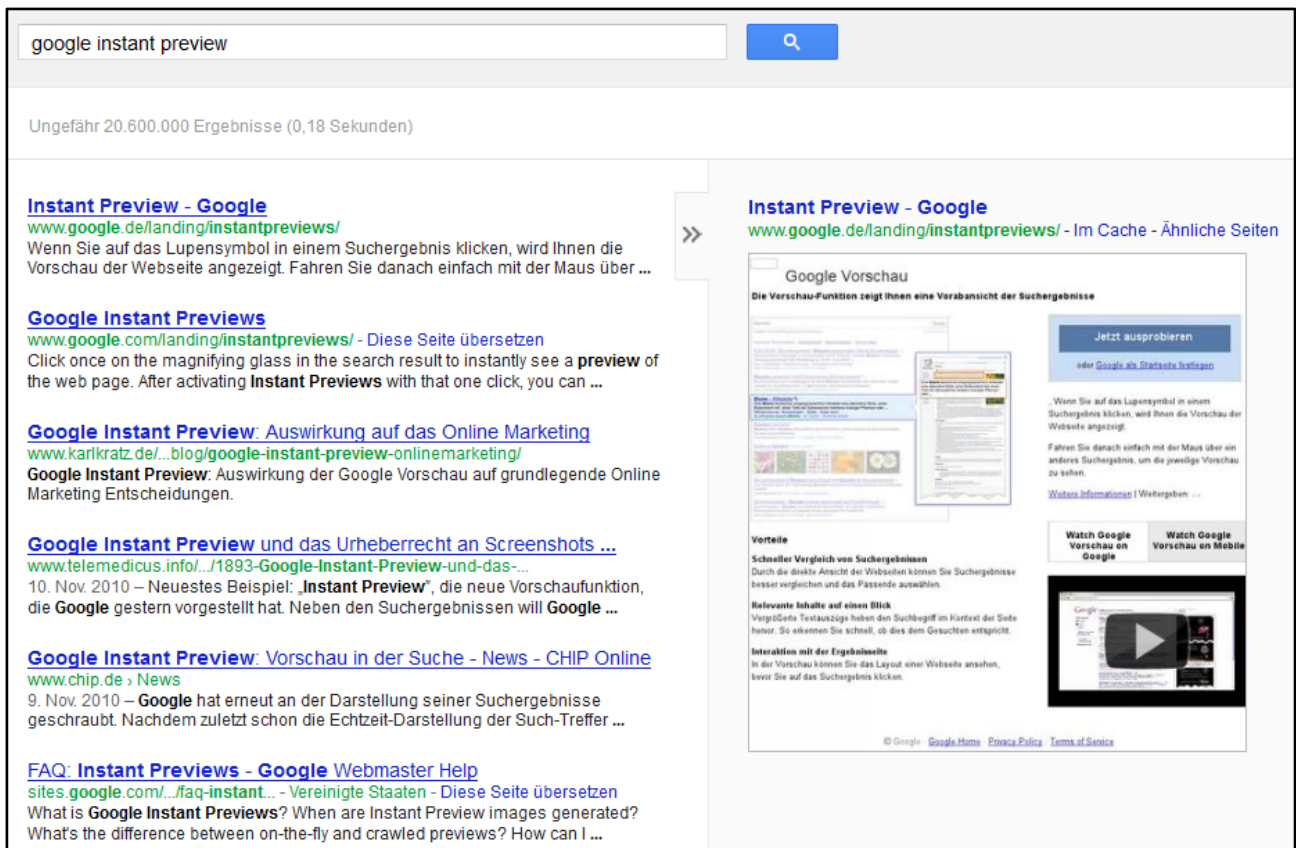 google instant preview
Ungefähr 20.600.000 Ergebnisse (0,18 Sekunden)
Instant Preview - Google
www.google.de/landing/instantpreviews/
Wenn Sie auf das Lupensymbol in einem Suchergebnis klicken, wird Ihnen die
Vorschau der Webseite angezeigt. Fahren Sie danach einfach mit der Maus über ...
Google Instant Previews
www.google.com/landing/instantpreviews/ - Diese Seite übersetzen
Click once on the magnifying glass in the search result to instantly see a preview of
the web page. After activating Instant Previews with that one click, you can ...
Google Instant Preview: Auswirkung auf das Online Marketing
www.karlkratz.de/...blog/google-instant-preview-onlinemarketing/
Google Instant Preview: Auswirkung der Google Vorschau auf grundlegende Online
Marketing Entscheidungen.
Google Instant Preview und das Urheberrecht an Screenshots ...
www.telemedicus.info/.../1893-Google-Instant-Preview-und-das-...
10. Nov. 2010 – Neuestes Beispiel: „Instant Preview", die neue Vorschaufunktion,
die Google gestern vorgestellt hat. Neben den Suchergebnissen will Google ...
Google Instant Preview: Vorschau in der Suche - News - CHIP Online
www.chip.de › News
9. Nov. 2010 – Google hat erneut an der Darstellung seiner Suchergebnisse
geschraubt. Nachdem zuletzt schon die Echtzeit-Darstellung der Such-Treffer ...
FAQ: Instant Previews - Google Webmaster Help
sites.google.com/.../faq-instant... - Vereinigte Staaten - Diese Seite übersetzen
What is Google Instant Previews? When are Instant Preview images generated?
What's the difference between on-the-fly and crawled previews? How can I ...
Instant Preview - Google
www.google.de/landing/instantpreviews/ - Im Cache - Ähnliche Seiten
Google Vorschau
Die Vorschau-Funktion zeigt Ihnen eine Vorabansicht der Suchergebnisse
Jetzt ausprobieren
oder Google als Startseite festlegen
. Wenn Sie auf das Lupensymbol in einem
Suchergebnis klicken, wird Ihnen die Vorschau der
Webseite angezeigt.
Fahren Sie danach einfach mit der Maus über ein
anderes Suchergebnis, um die jeweilige Vorschau
zu sehen.
Weitere Informationen | Weitergeben:
Vorteile
Schneller Vergleich von Suchergebnissen
Durch die direkte Ansicht der Webseiten können Sie Suchergebnisse
besser vergleichen und das Passende auswählen.
Relevante Inhalte auf einen Blick
Vergrößerte Textauszüge heben den Suchbegriff im Kontext der Seite
hervor. So erkennen Sie schnell, ob dies dem Gesuchten entspricht.
Interaktion mit der Ergebnisseite
In der Vorschau können Sie das Layout einer Webseite ansehen,
bevor Sie auf das Suchergebnis klicken.
Watch Google
Vorschau on
Google
Watch Google
Vorschau on Mobile
Google
© Google Google Home Privacy Policy Terms of Service